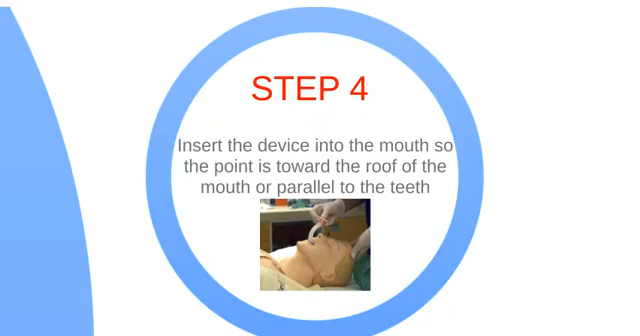 STEP 4
Insert the device into the mouth so
the point is toward the roof of the
mouth or parallel to the teeth